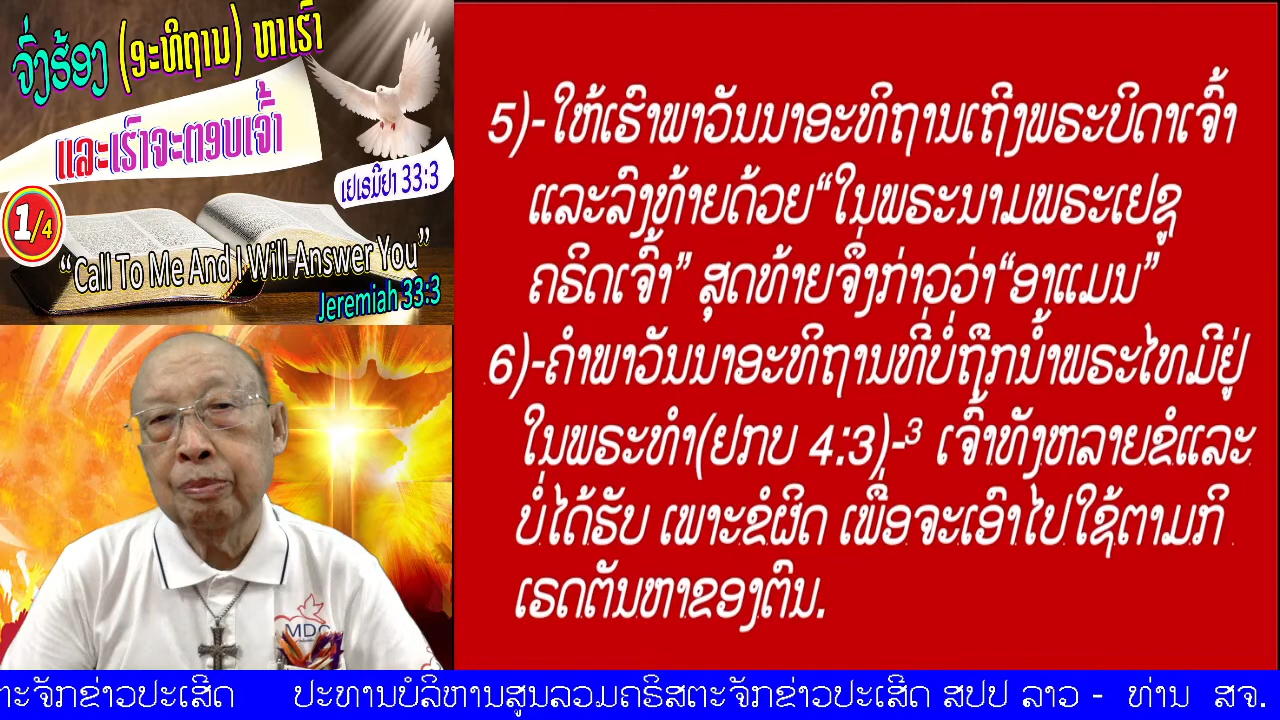 ຈົ່ງຮ້ອງ (ອະທິຖານ) ຫາເຮົາ
ແລະເຮົາຈະຕອບເຈົ້າ
ເຢເຣມີຢາ 33:3
1/4
“Call To Me And I Will Answer You”
Jeremiah 33:3
5)-ໃຫ້ເຮົາພາວັນນາອະທິຖານເຖິງພຣະບິດາເຈົ້າ
ແລະລົງທ້າຍດ້ວຍ“ໃນພຣະນາມພຣະເຢຊູ
ຄຣິດເຈົ້າ” ສຸດທ້າຍຈຶ່ງກ່າວວ່າ“ອາແມນ”
6)-ຄຳພາວັນນາອະທິຖານທີ່ບໍ່ຖືກນ້ຳພຣະໄທມີຢູ່
ໃນພຣະທຳ(ຢກບ 4:3)-³ ເຈົ້າທັງຫລາຍຂໍແລະ
ບໍ່ໄດ້ຮັບ ເພາະຂໍຜິດ ເພື່ອຈະເອົາໄປໃຊ້ຕາມກິ
ເຣດຕັນຫາຂອງຕົນ.
MDC
ຕະຈັກຂ່າວປະເສີດ ປະທານບໍລິຫານສູນລວມຄຣິສຕະຈັກຂ່າວປະເສີດ ສປປ ລາວ - ທ່ານ ສຈ.